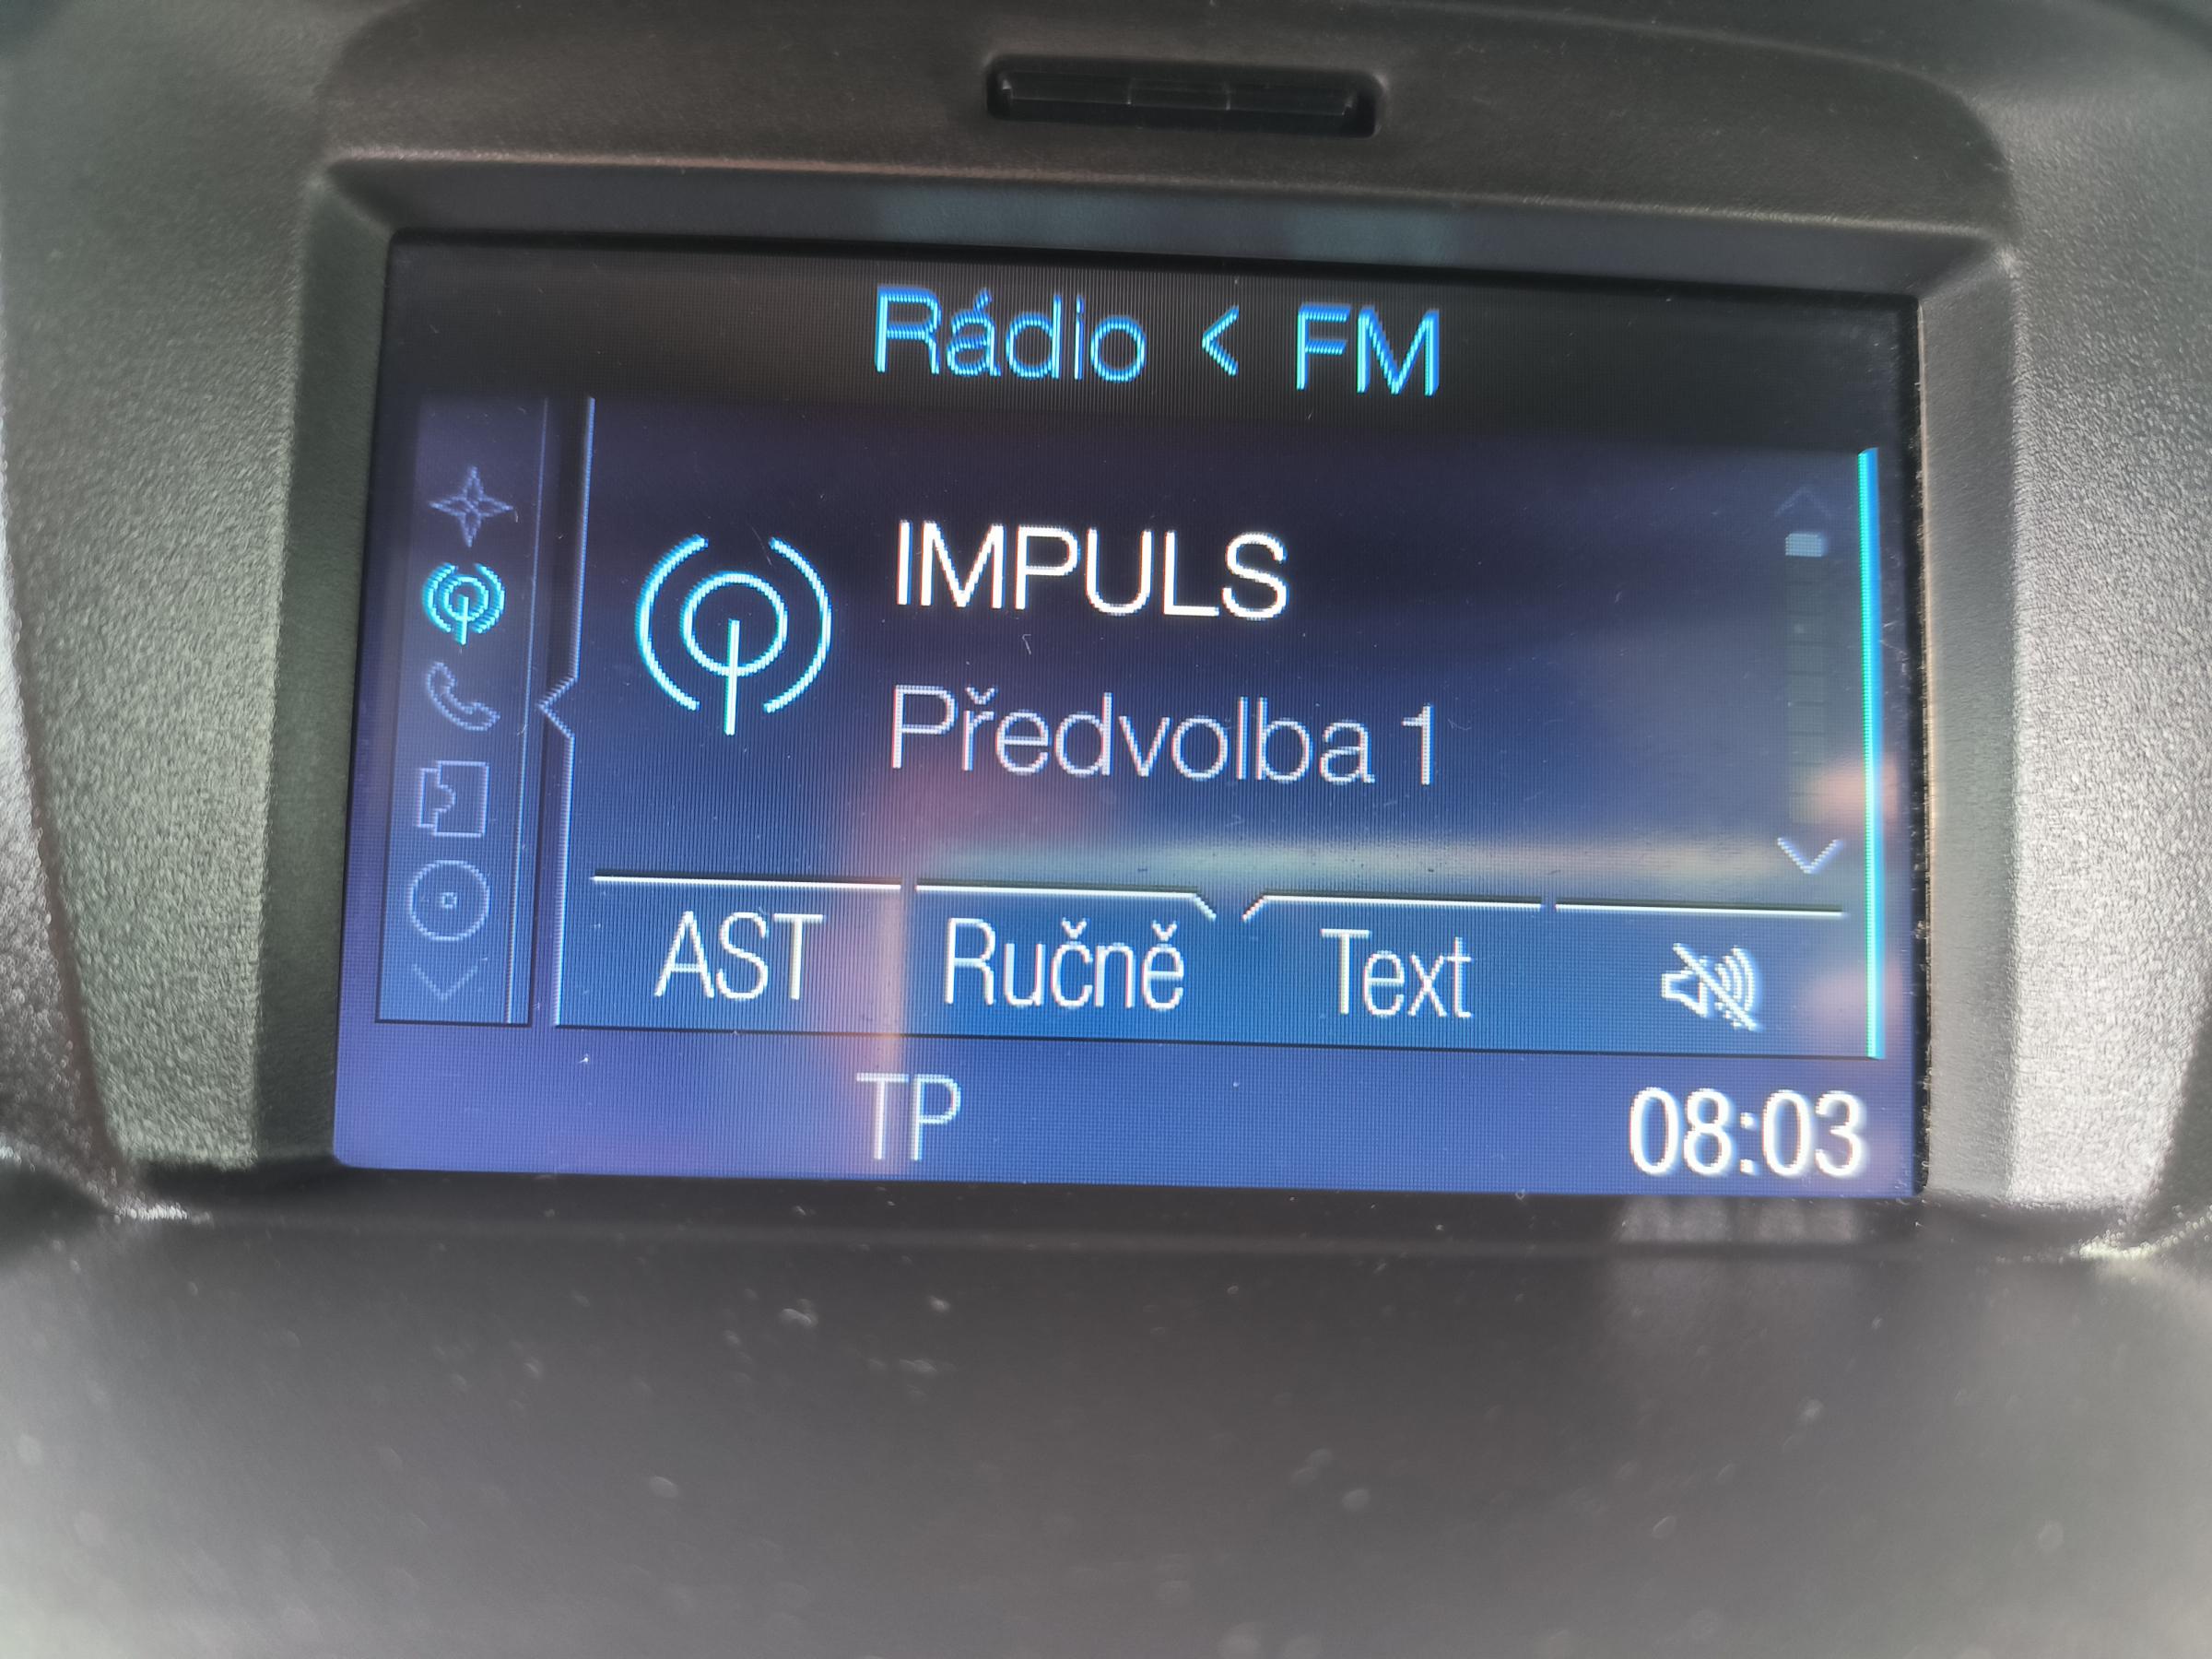 Rádio < FM
IMPULS
Předvolba 1
AST Ručně Text
TP 08:03